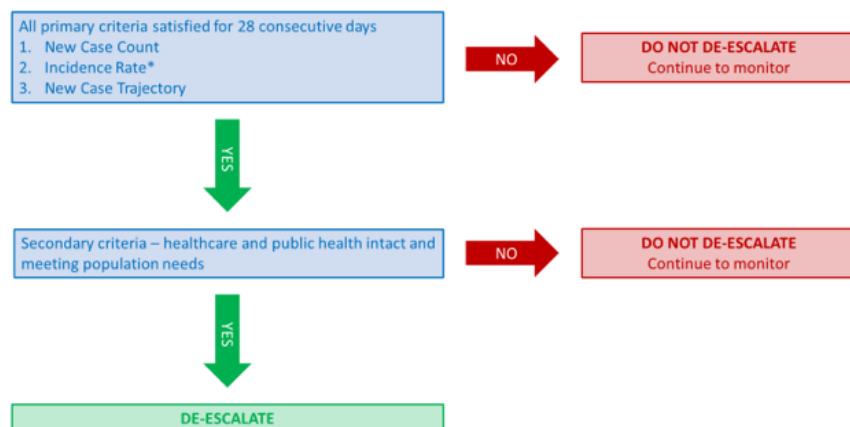 All primary criteria satisfied for 28 consecutive days
1. New Case Count
2. Incidence Rate*
3. New Case Trajectory
NO
DO NOT DE-ESCALATE
Continue to monitor
YES
Secondary criteria – healthcare and public health intact and
meeting population needs
NO
DO NOT DE-ESCALATE
Continue to monitor
YES
DE-ESCALATE